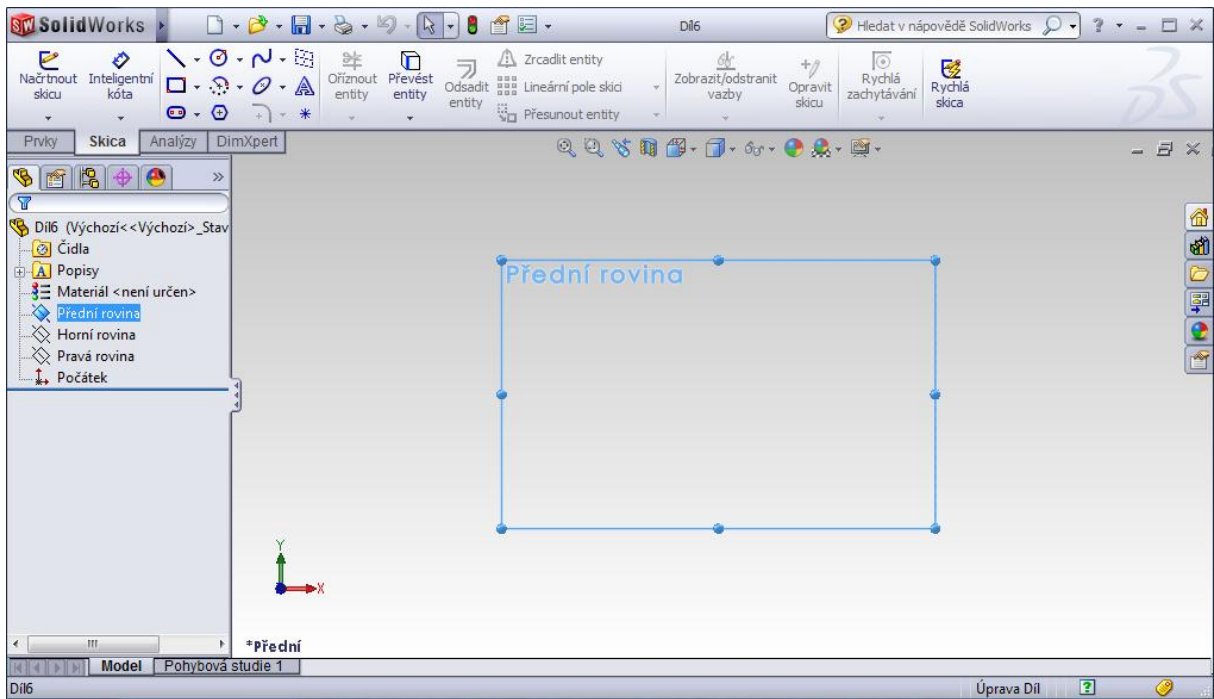 SolidWorks
Díl6
Hledat v nápovědě SolidWorks
Načrtnout skicu
Inteligentní kóta
Oříznout entity
Převést entity
Odsadit entity
Zrcadlit entity
Lineární pole skici
Přesunout entity
Zobrazit/odstranit vazby
Opravit skicu
Rychlá zachytávání
Rychlá skica
Prvky Skica Analýzy DimXpert
Díl6 (Výchozí<<Výchozí>_Stav
Čidla
Popisy
Materiál <není určen>
Přední rovina
Horní rovina
Pravá rovina
Počátek
Přední rovina
Y
X
*Přední
Model Pohybová studie 1
Díl6 Úprava Díl